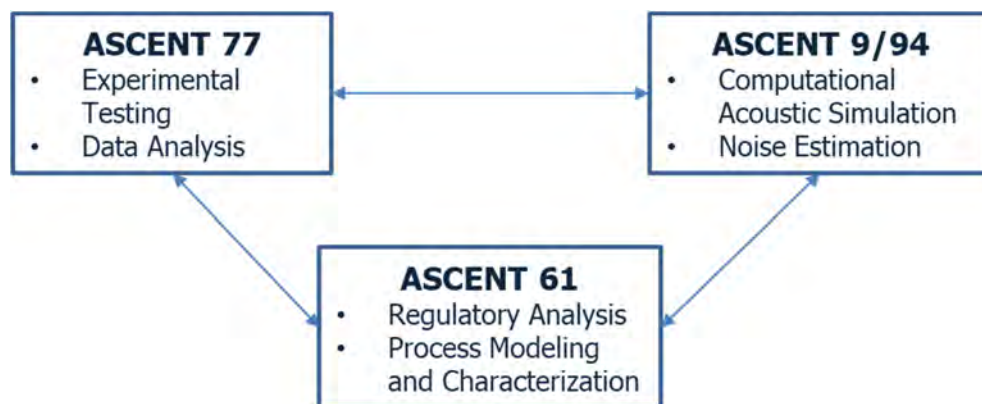 ASCENT 77
• Experimental
Testing
• Data Analysis
ASCENT 9/94
• Computational
Acoustic Simulation
• Noise Estimation
ASCENT 61
• Regulatory Analysis
• Process Modeling
and Characterization